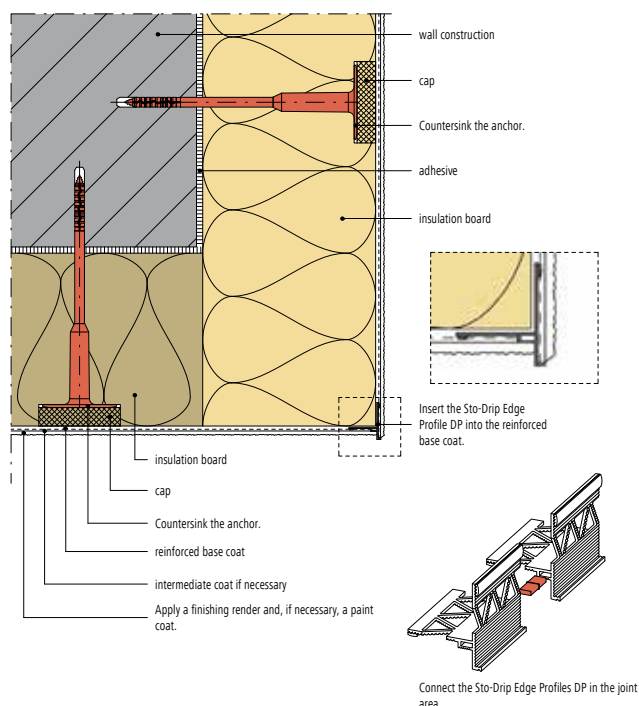 wall construction
cap
Countersink the anchor.
adhesive
insulation board
Insert the Sto-Drip Edge
Profile DP into the reinforced
base coat.
insulation board
cap
Countersink the anchor.
reinforced base coat
intermediate coat if necessary
Apply a finishing render and, if necessary, a paint
coat.
Connect the Sto-Drip Edge Profiles DP in the joint
area